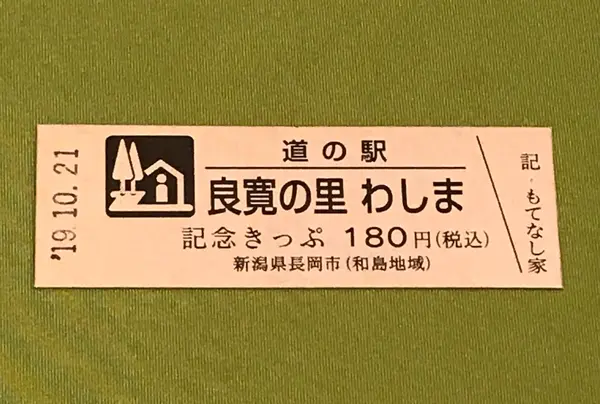 '19.10.21
道の駅
良寛の里 わしま
記念きっぷ 180円(税込)
新潟県長岡市(和島地域)
記・もてなし家